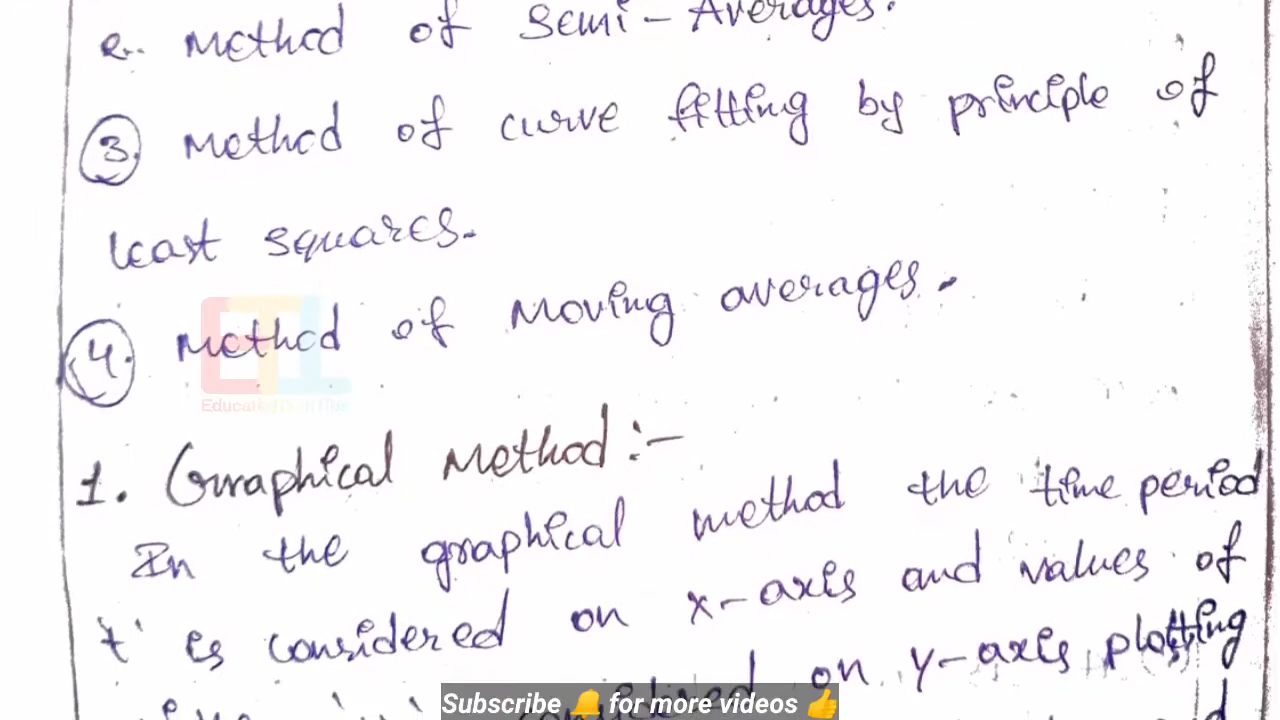 2. Method of Semi-Averages.
3. Method of curve fitting by principle of
least squares.
4. Method of Moving averages.
1. Graphical Method:-
In the graphical method the time period
't' is considered on x-axis and values of
considered on y-axis plotting
Subscribe 🔔 for more videos 👍